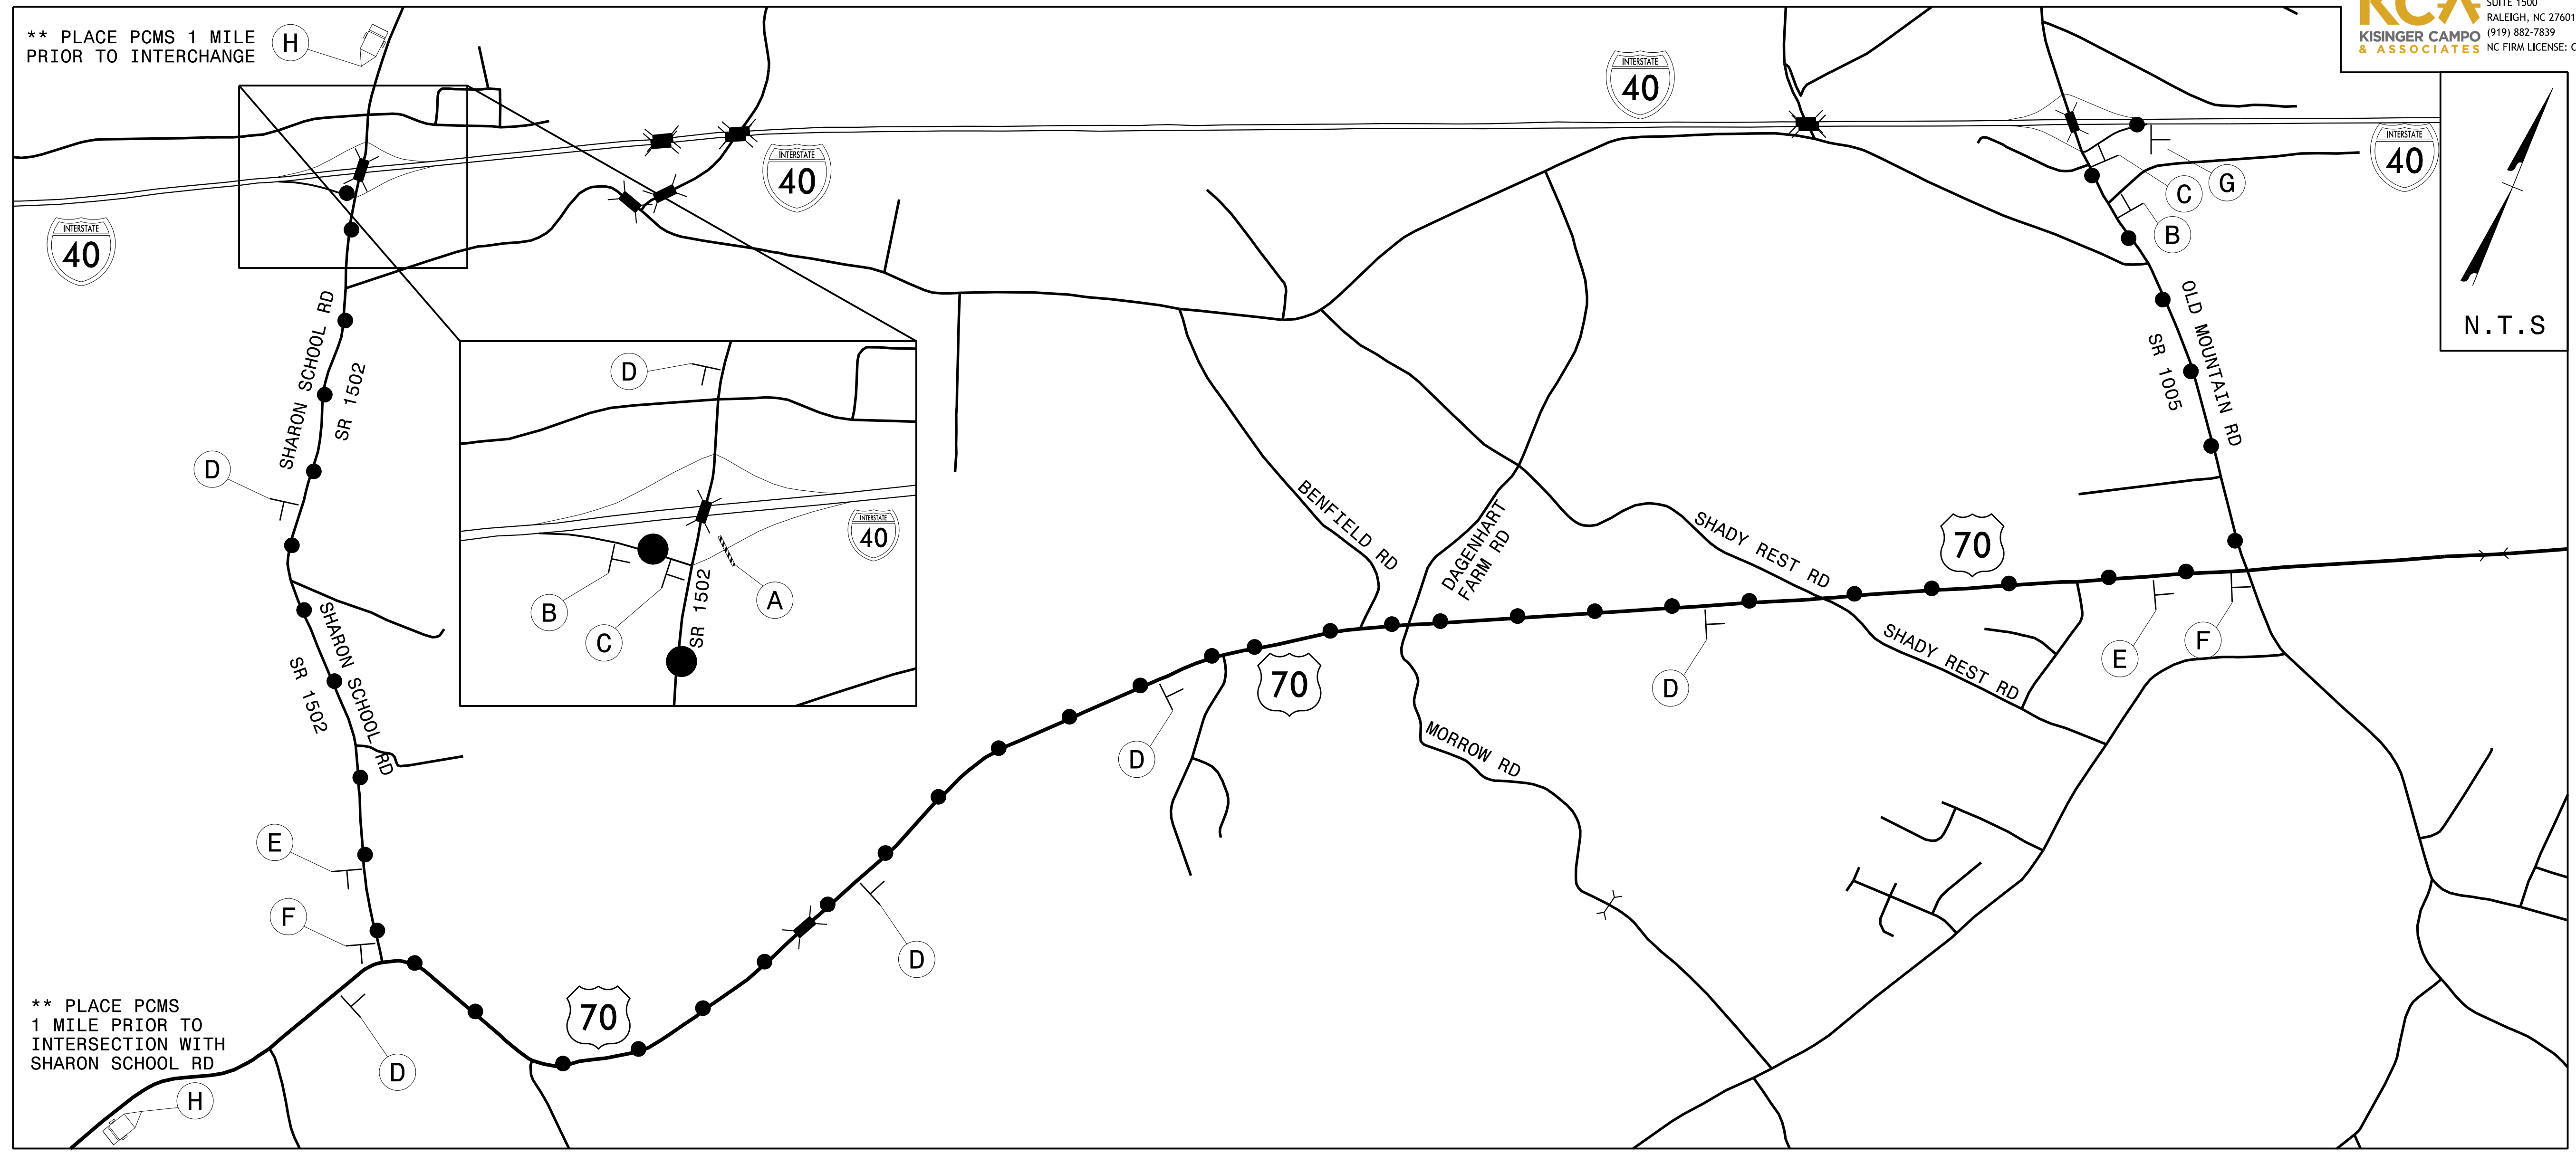 ** PLACE PCMS 1 MILE
PRIOR TO INTERCHANGE
H
KCA
KISINGER CAMPO
& ASSOCIATES
SUITE 1500
RALEIGH, NC 27601
(919) 882-7839
NC FIRM LICENSE:
INTERSTATE
40
INTERSTATE
40
INTERSTATE
40
INTERSTATE
40
G
C
B
N.T.S
SHARON SCHOOL RD
SR 1502
OLD MOUNTAIN RD
SR 1005
D
INTERSTATE
40
B
C
A
SR 1502
D
BENFIELD RD
DAGENHART
FARM RD
SHADY REST RD
70
SHADY REST RD
E
F
D
SHARON SCHOOL RD
SR 1502
70
D
MORROW RD
E
F
D
70
** PLACE PCMS
1 MILE PRIOR TO
INTERSECTION WITH
SHARON SCHOOL RD
D
H